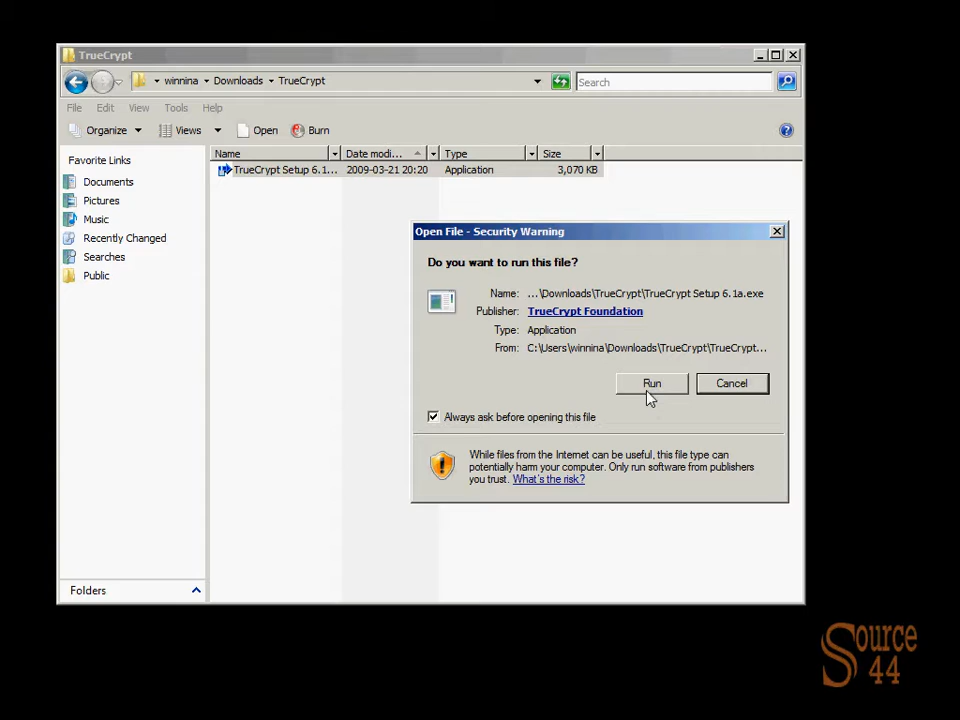 TrueCrypt
winnina Downloads TrueCrypt
Search
File Edit View Tools Help
Organize Views Open Burn
Favorite Links
Documents
Pictures
Music
Recently Changed
Searches
Public
Folders
Name Date modi... Type Size
TrueCrypt Setup 6.1... 2009-03-21 20:20 Application 3,070 KB
Open File - Security Warning
Do you want to run this file?
Name: ...\Downloads\TrueCrypt\TrueCrypt Setup 6.1a.exe
Publisher: TrueCrypt Foundation
Type: Application
From: C:\Users\winnina\Downloads\TrueCrypt\TrueCrypt...
Run Cancel
Always ask before opening this file
While files from the Internet can be useful, this file type can
potentially harm your computer. Only run software from publishers
you trust. What's the risk?
Source
44